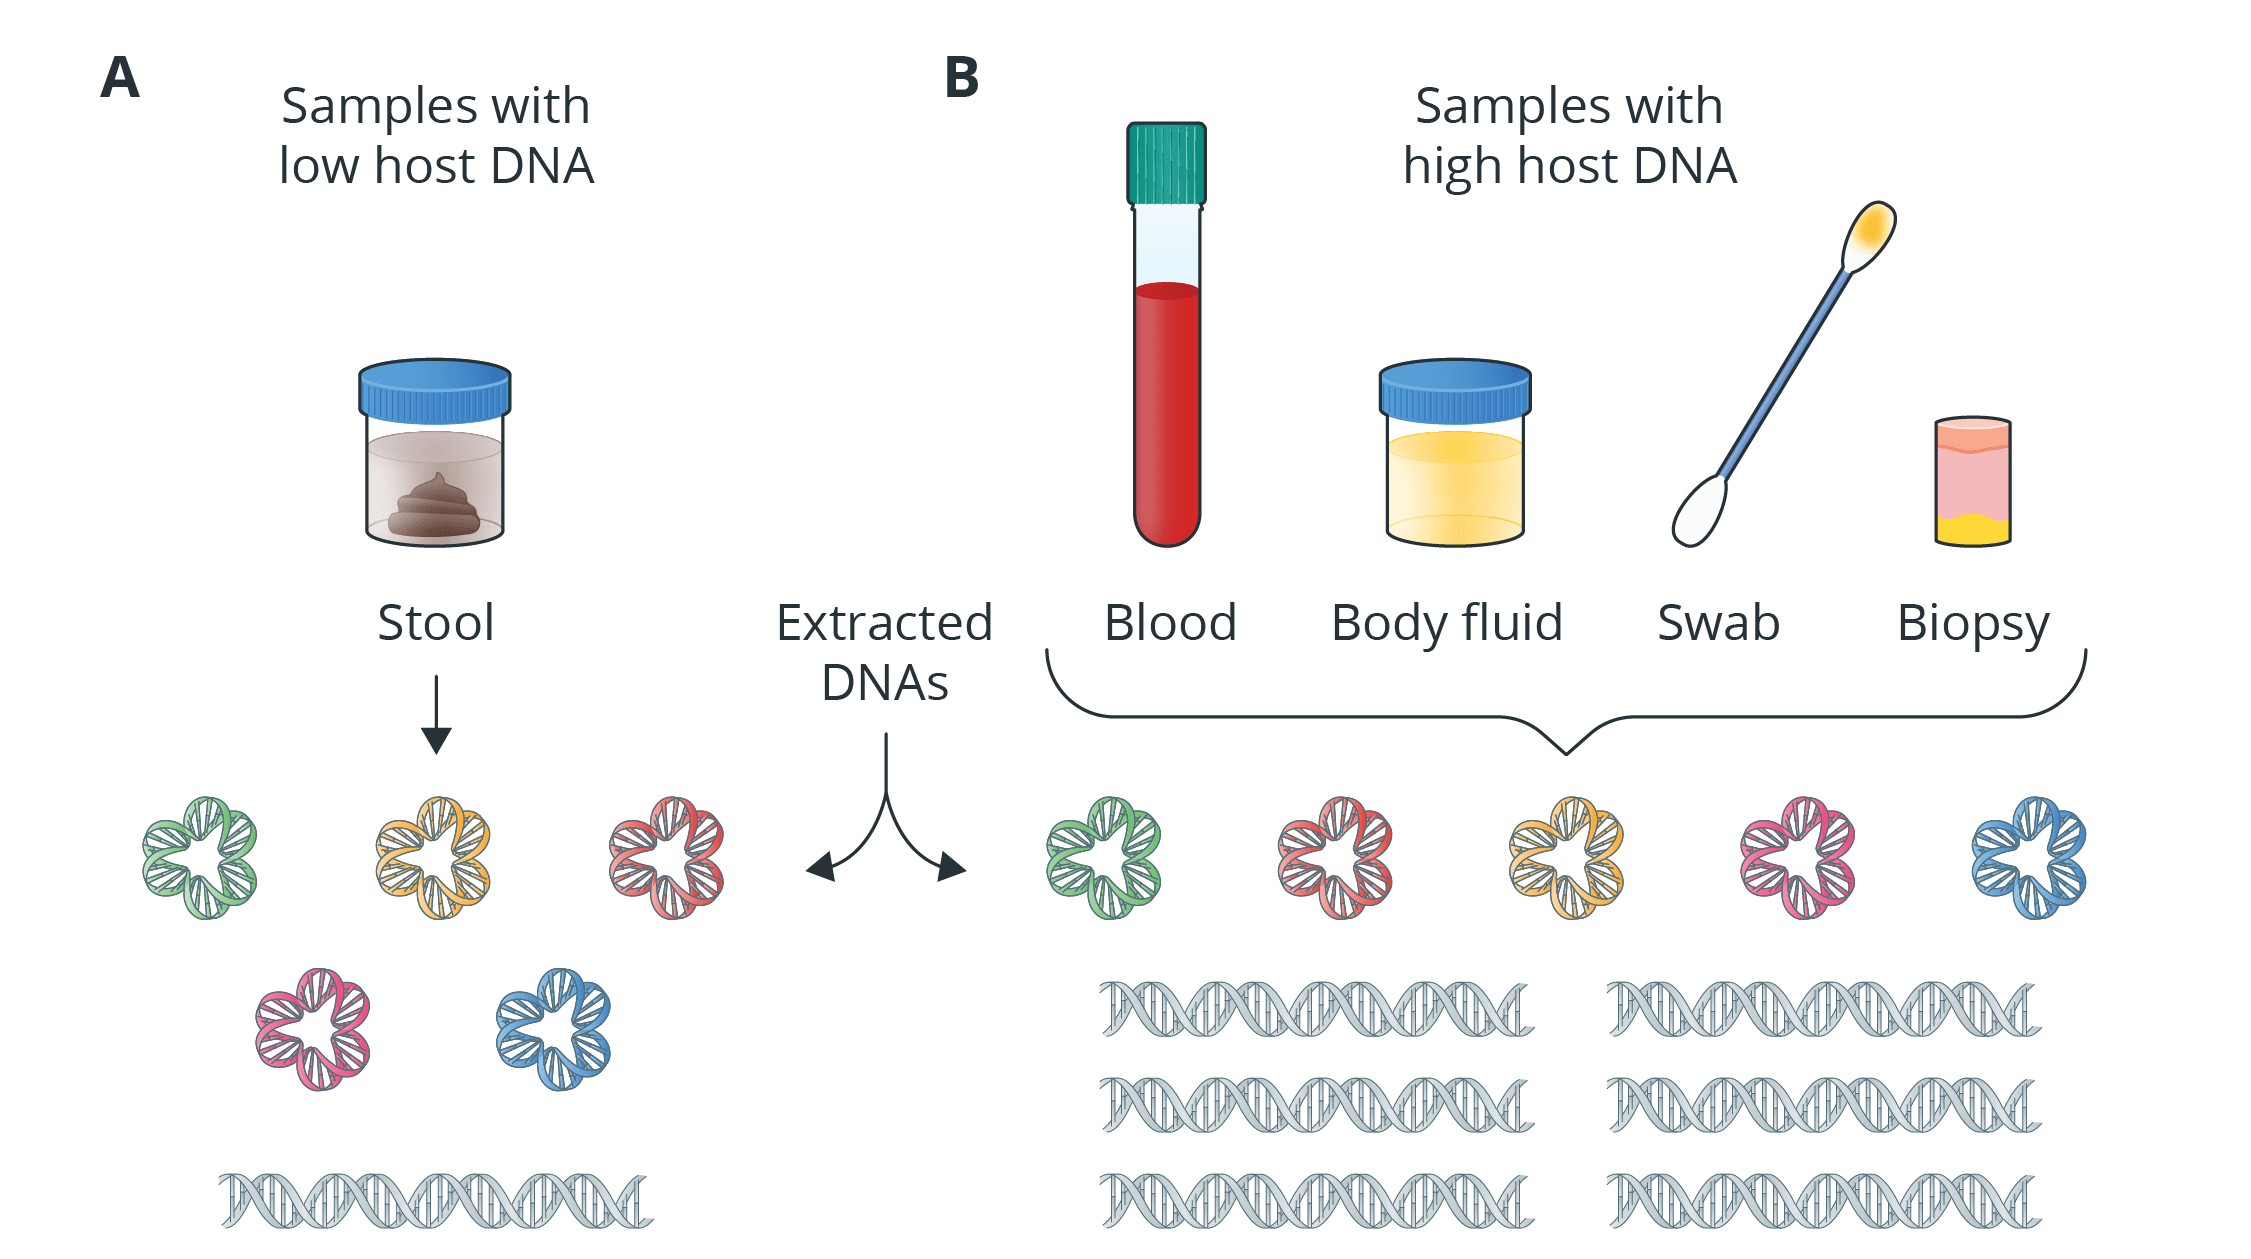 A
Samples with
low host DNA
Stool
Extracted
DNAs
B
Samples with
high host DNA
Blood
Body fluid
Swab
Biopsy